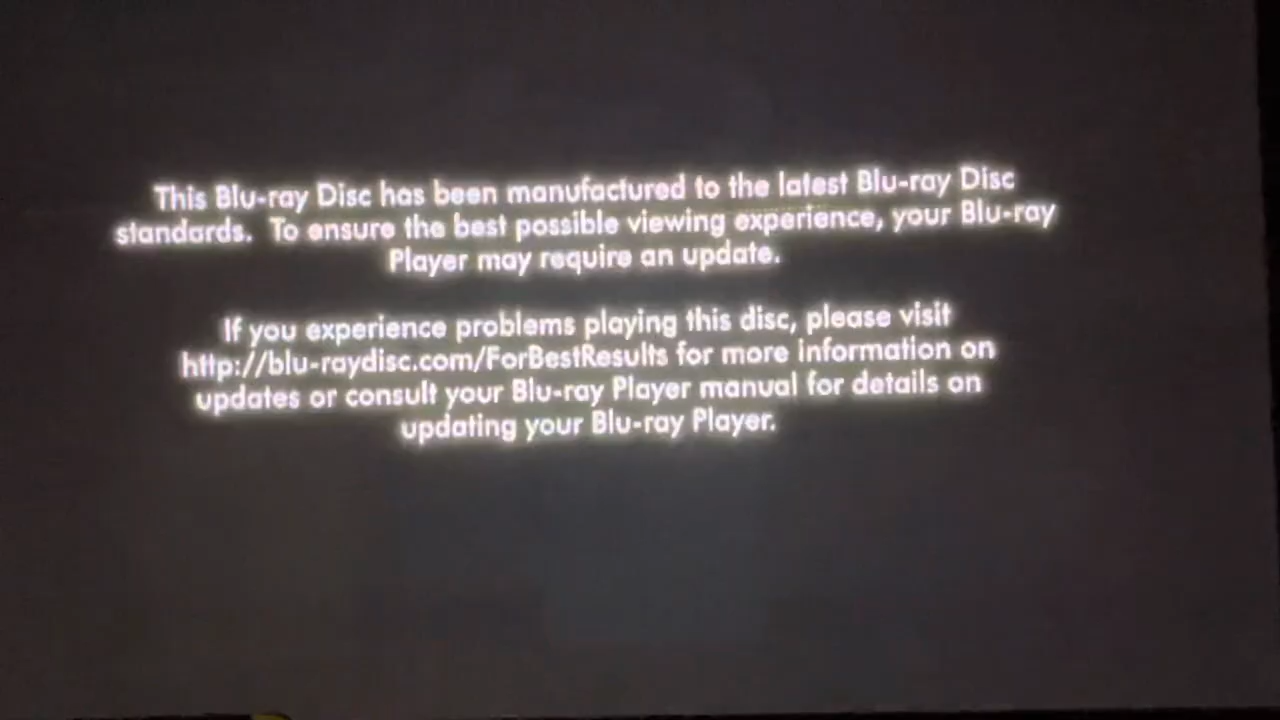 This Blu-ray Disc has been manufactured to the latest Blu-ray Disc
standards. To ensure the best possible viewing experience, your Blu-ray
Player may require an update.
If you experience problems playing this disc, please visit
http://blu-raydisc.com/ForBestResults for more information on
updates or consult your Blu-ray Player manual for details on
updating your Blu-ray Player.